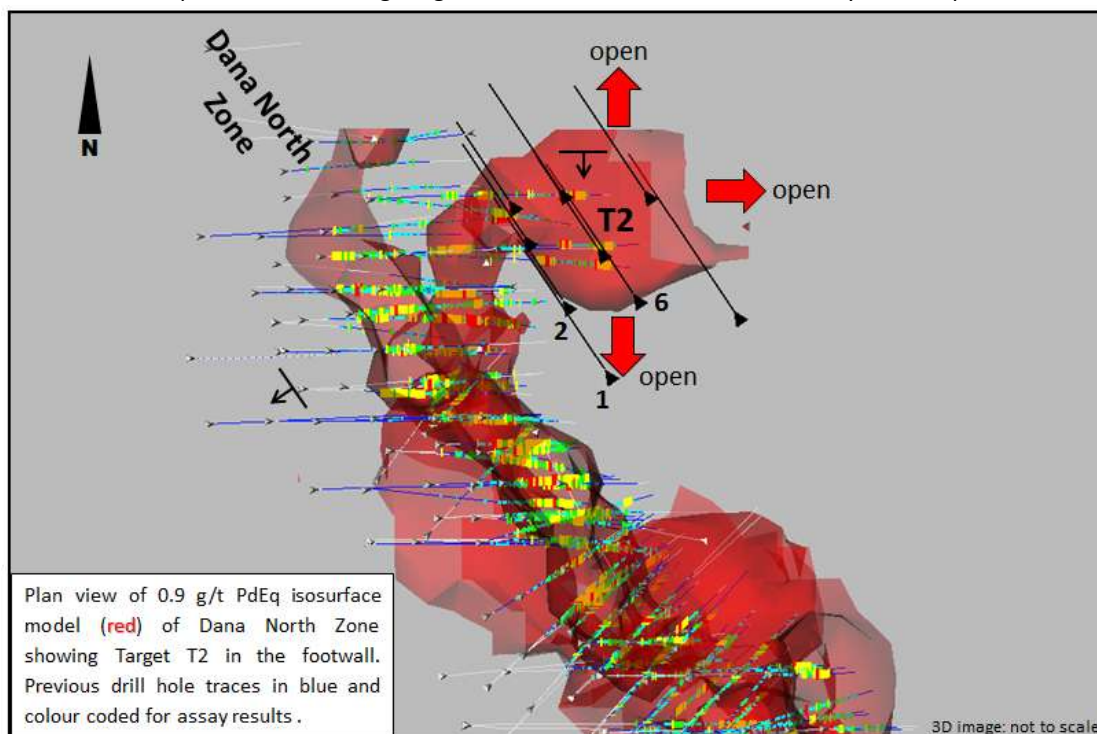 Dana North
Zone
N
open
open
T2
6
2
open
1
Plan view of 0.9 g/t PdEq isosurface
model (red) of Dana North Zone
showing Target T2 in the footwall.
Previous drill hole traces in blue and
colour coded for assay results .
3D image: not to scale